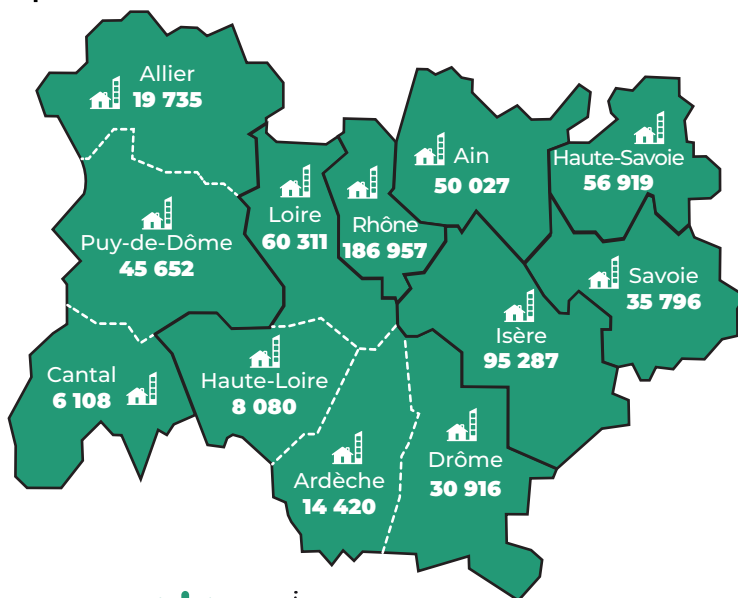 Allier
19 735
Ain
50 027
Haute-Savoie
56 919
Loire
60 311
Rhône
186 957
Puy-de-Dôme
45 652
Savoie
35 796
Isère
95 287
Cantal
6 108
Haute-Loire
8 080
Ardèche
14 420
Drôme
30 916